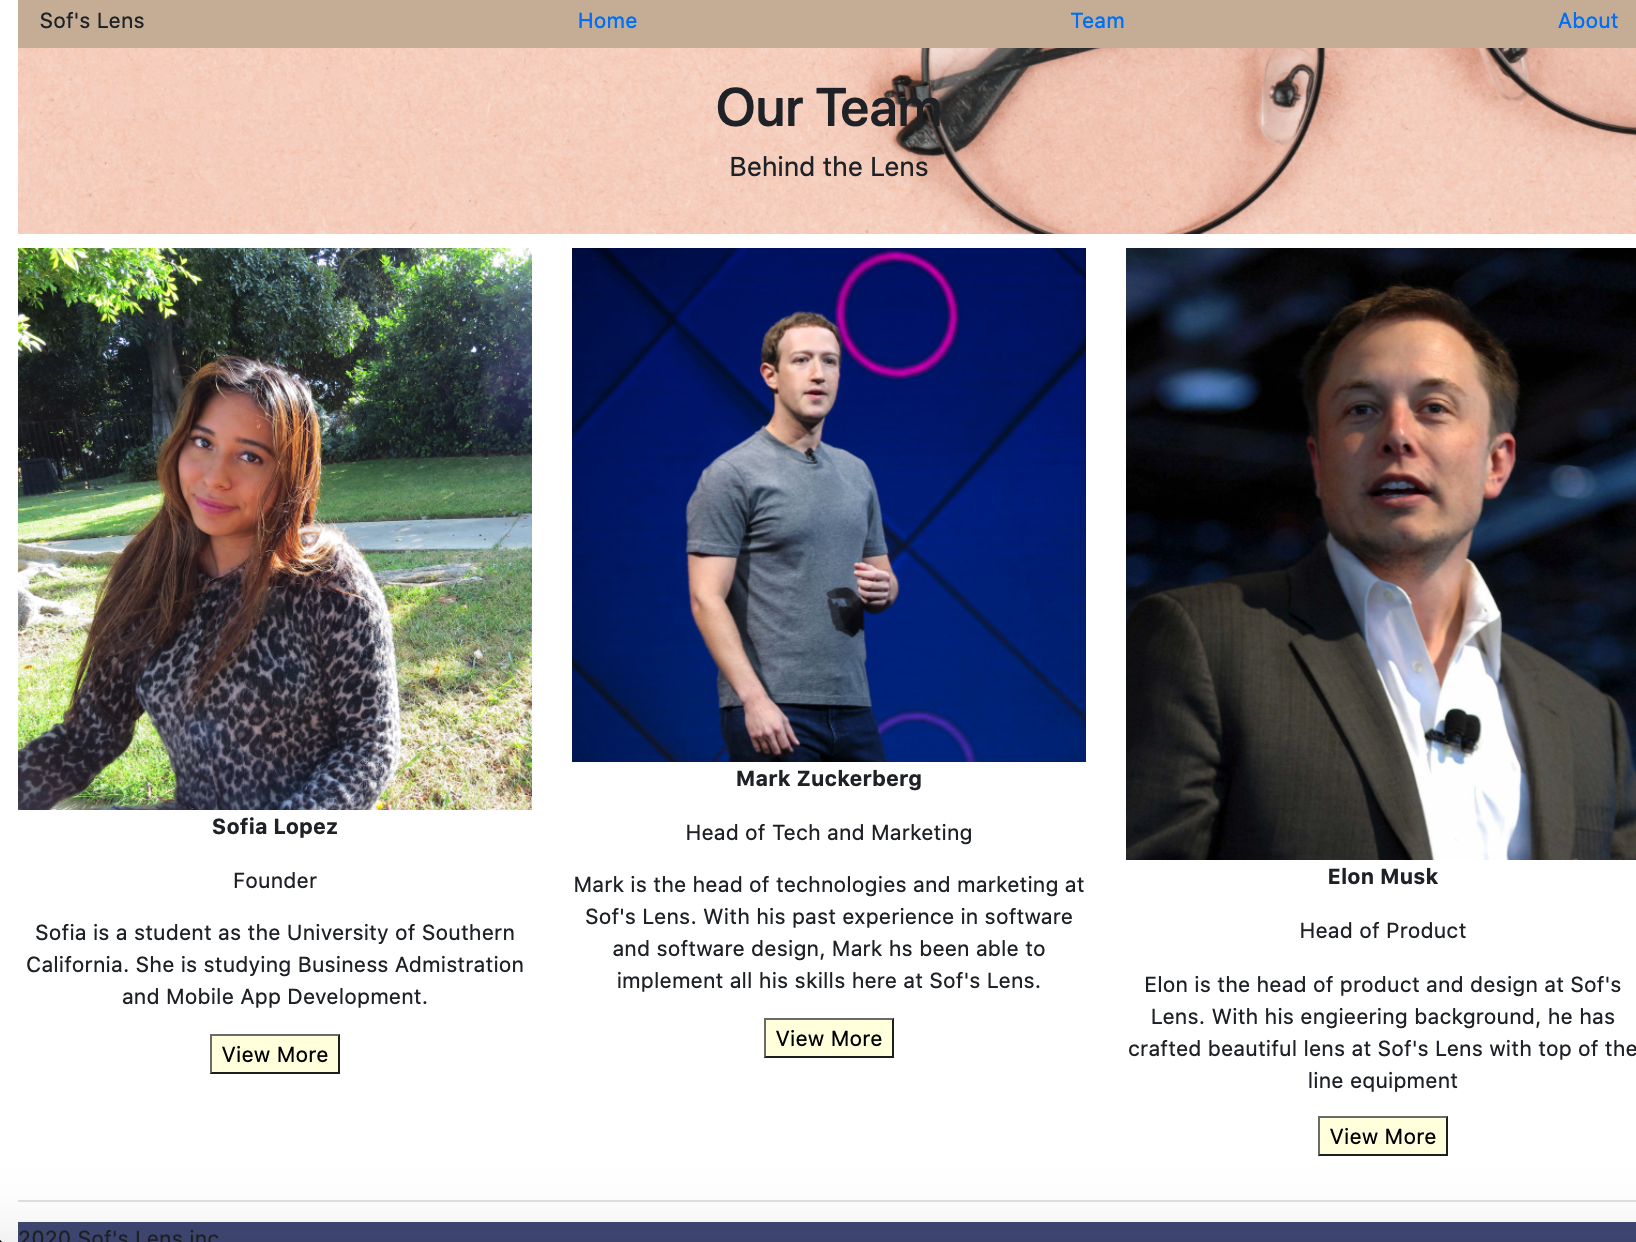 Sof's Lens Home Team About
Our Team
Behind the Lens
Sofia Lopez
Founder
Sofia is a student as the University of Southern
California. She is studying Business Admistration
and Mobile App Development.
View More
Mark Zuckerberg
Head of Tech and Marketing
Mark is the head of technologies and marketing at
Sof's Lens. With his past experience in software
and software design, Mark hs been able to
implement all his skills here at Sof's Lens.
View More
Elon Musk
Head of Product
Elon is the head of product and design at Sof's
Lens. With his engieering background, he has
crafted beautiful lens at Sof's Lens with top of the
line equipment
View More
2020 Sof's Lens inc